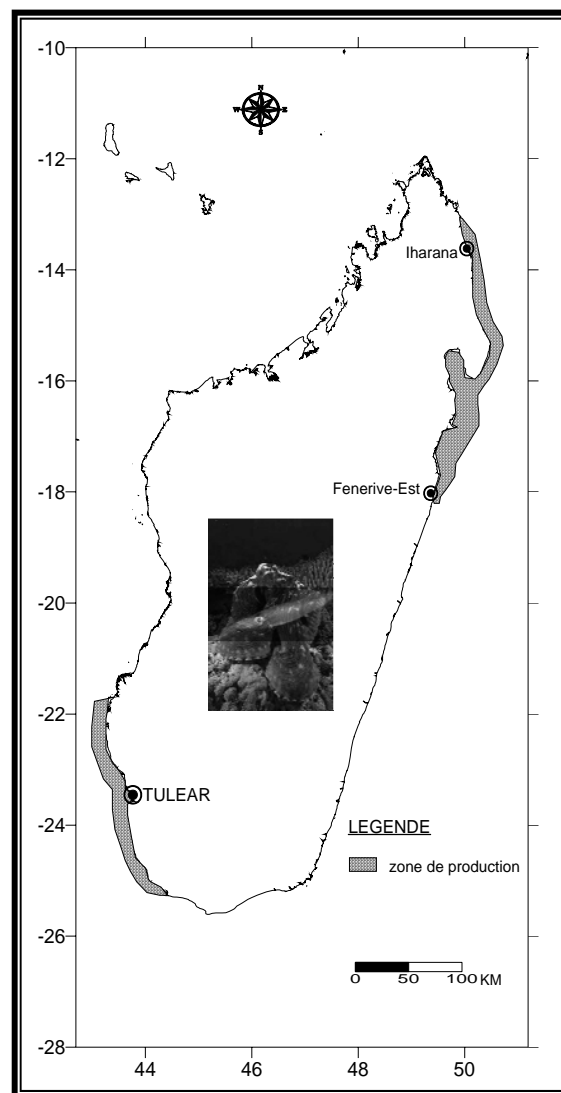 -10
N
W E
S
-12
Iharana
-14
-16
Fenerive-Est
-18
-20
-22
TULEAR
-24
LEGENDE
zone de production
-26
0 50 100 KM
-28
44 46 48 50